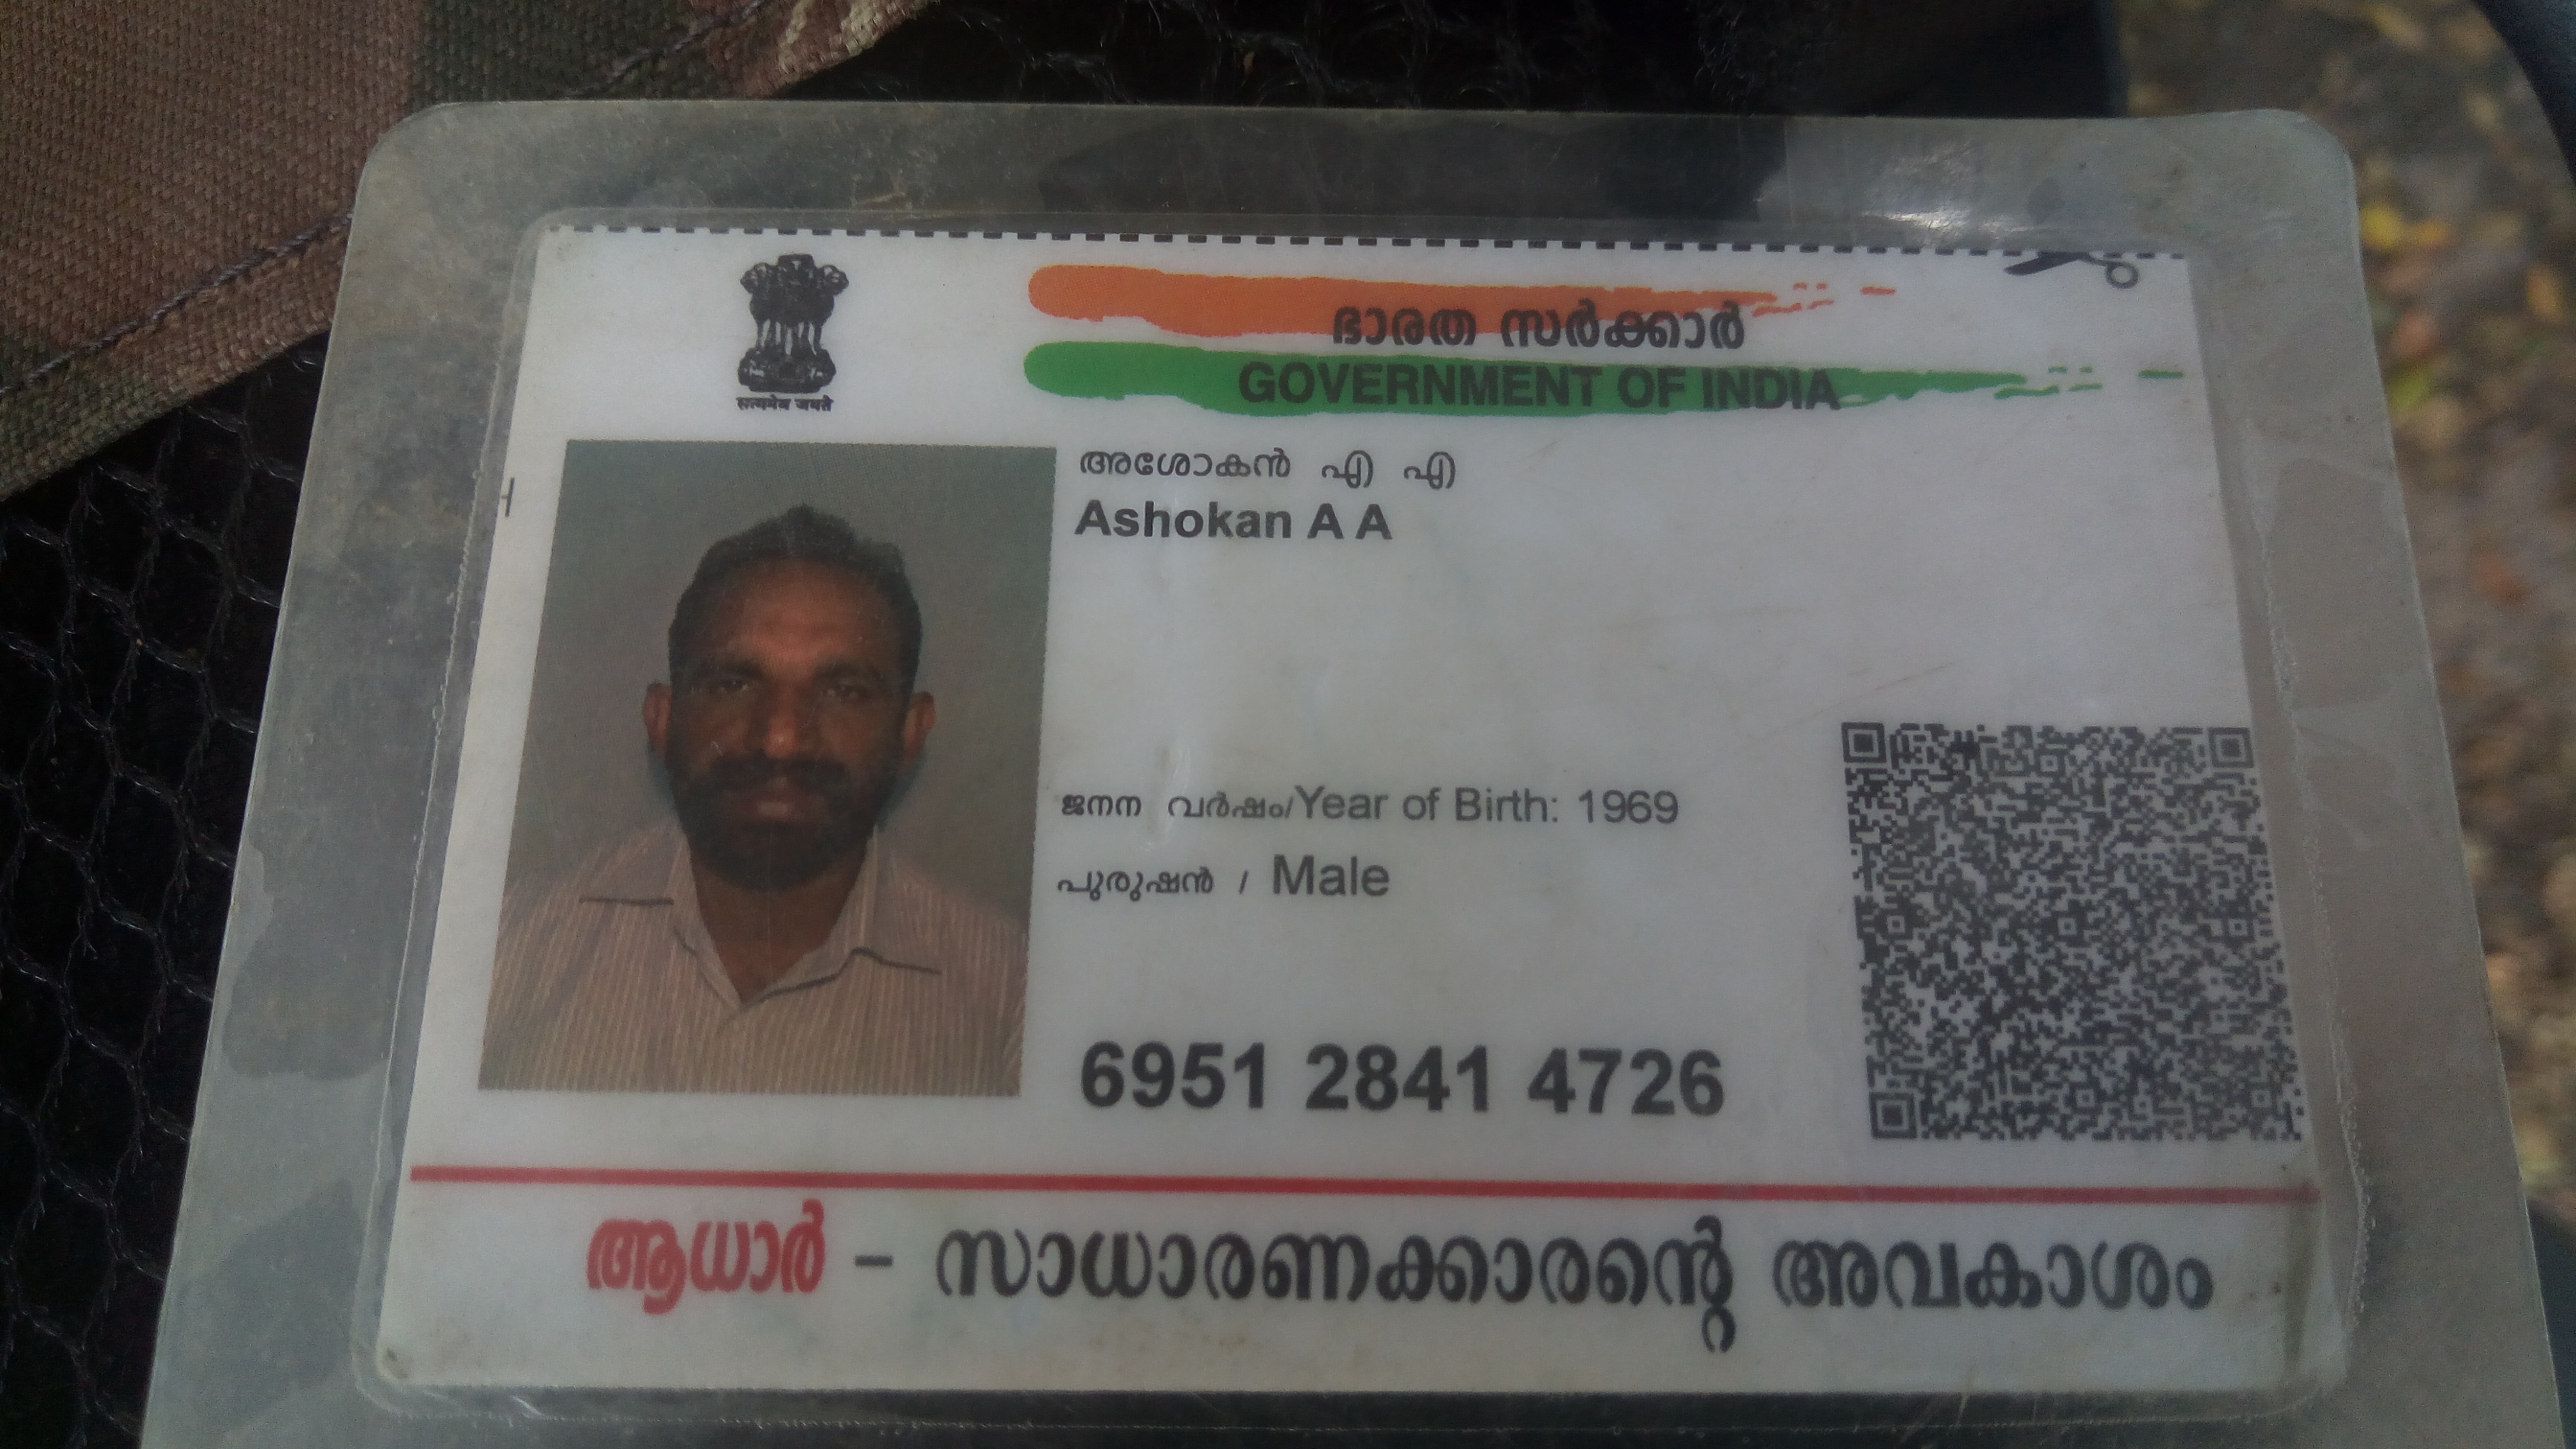 सत्यमेव जयते
ഭാരത സർക്കാർ
GOVERNMENT OF INDIA
അശോകൻ എ എ
Ashokan A A
ജനന വർഷം/Year of Birth: 1969
പുരുഷൻ / Male
6951 2841 4726
ആധാർ – സാധാരണക്കാരന്റെ അവകാശം